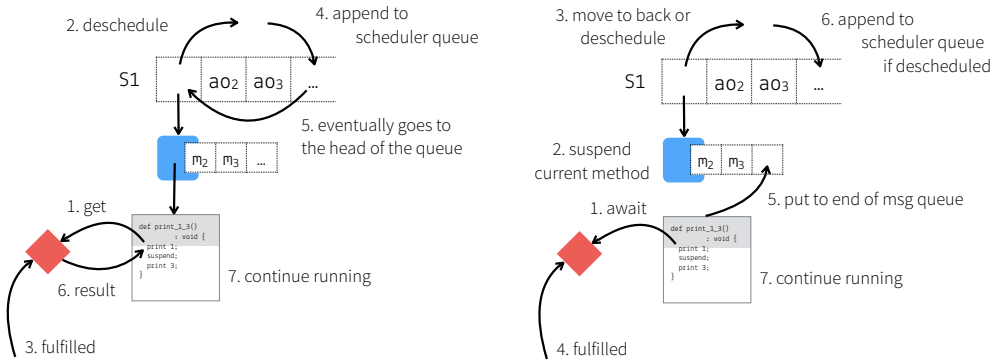 2. deschedule
4. append to
scheduler queue
S1
ao2
ao3
...
5. eventually goes to
the head of the queue
m2
m3
...
1. get
def print_1_3()
: void {
print 1;
suspend;
print 3;
}
7. continue running
6. result
3. fulfilled
3. move to back or
deschedule
6. append to
scheduler queue
if descheduled
S1
ao2
ao3
...
2. suspend
current method
m2
m3
...
5. put to end of msg queue
1. await
def print_1_3()
: void {
print 1;
suspend;
print 3;
}
7. continue running
4. fulfilled